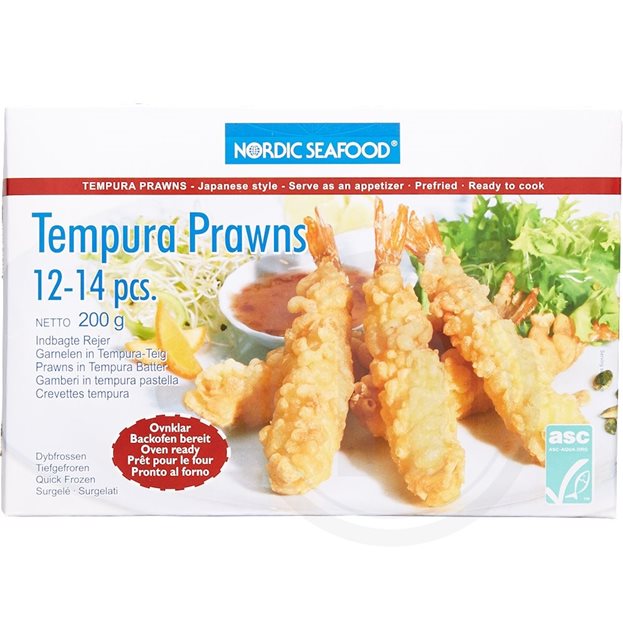 NORDIC SEAFOOD®
TEMPURA PRAWNS - Japanese style - Serve as an appetizer · Prefried · Ready to cook
Tempura Prawns
12-14 pcs.
NETTO 200 g
Indbagte Rejer
Garnelen in Tempura-Teig
Prawns in Tempura Batter
Gamberi in tempura pastella
Crevettes tempura
Ovnklar
Backofen bereit
Oven ready
Prêt pour le four
Pronto al forno
Dybfrossen
Tiefgefroren
Quick Frozen
Surgelé · Surgelati
asc
ASC-AQUA.ORG
TM